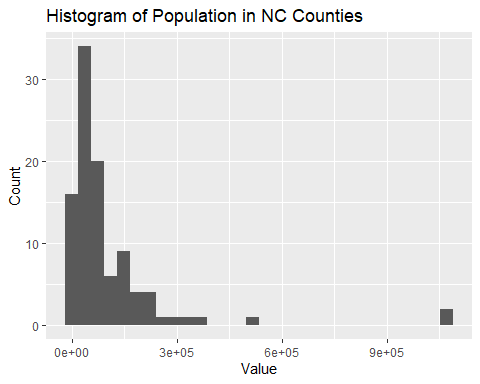 Histogram of Population in NC Counties
30
20
10
0
Count
0e+00 3e+05 6e+05 9e+05
Value